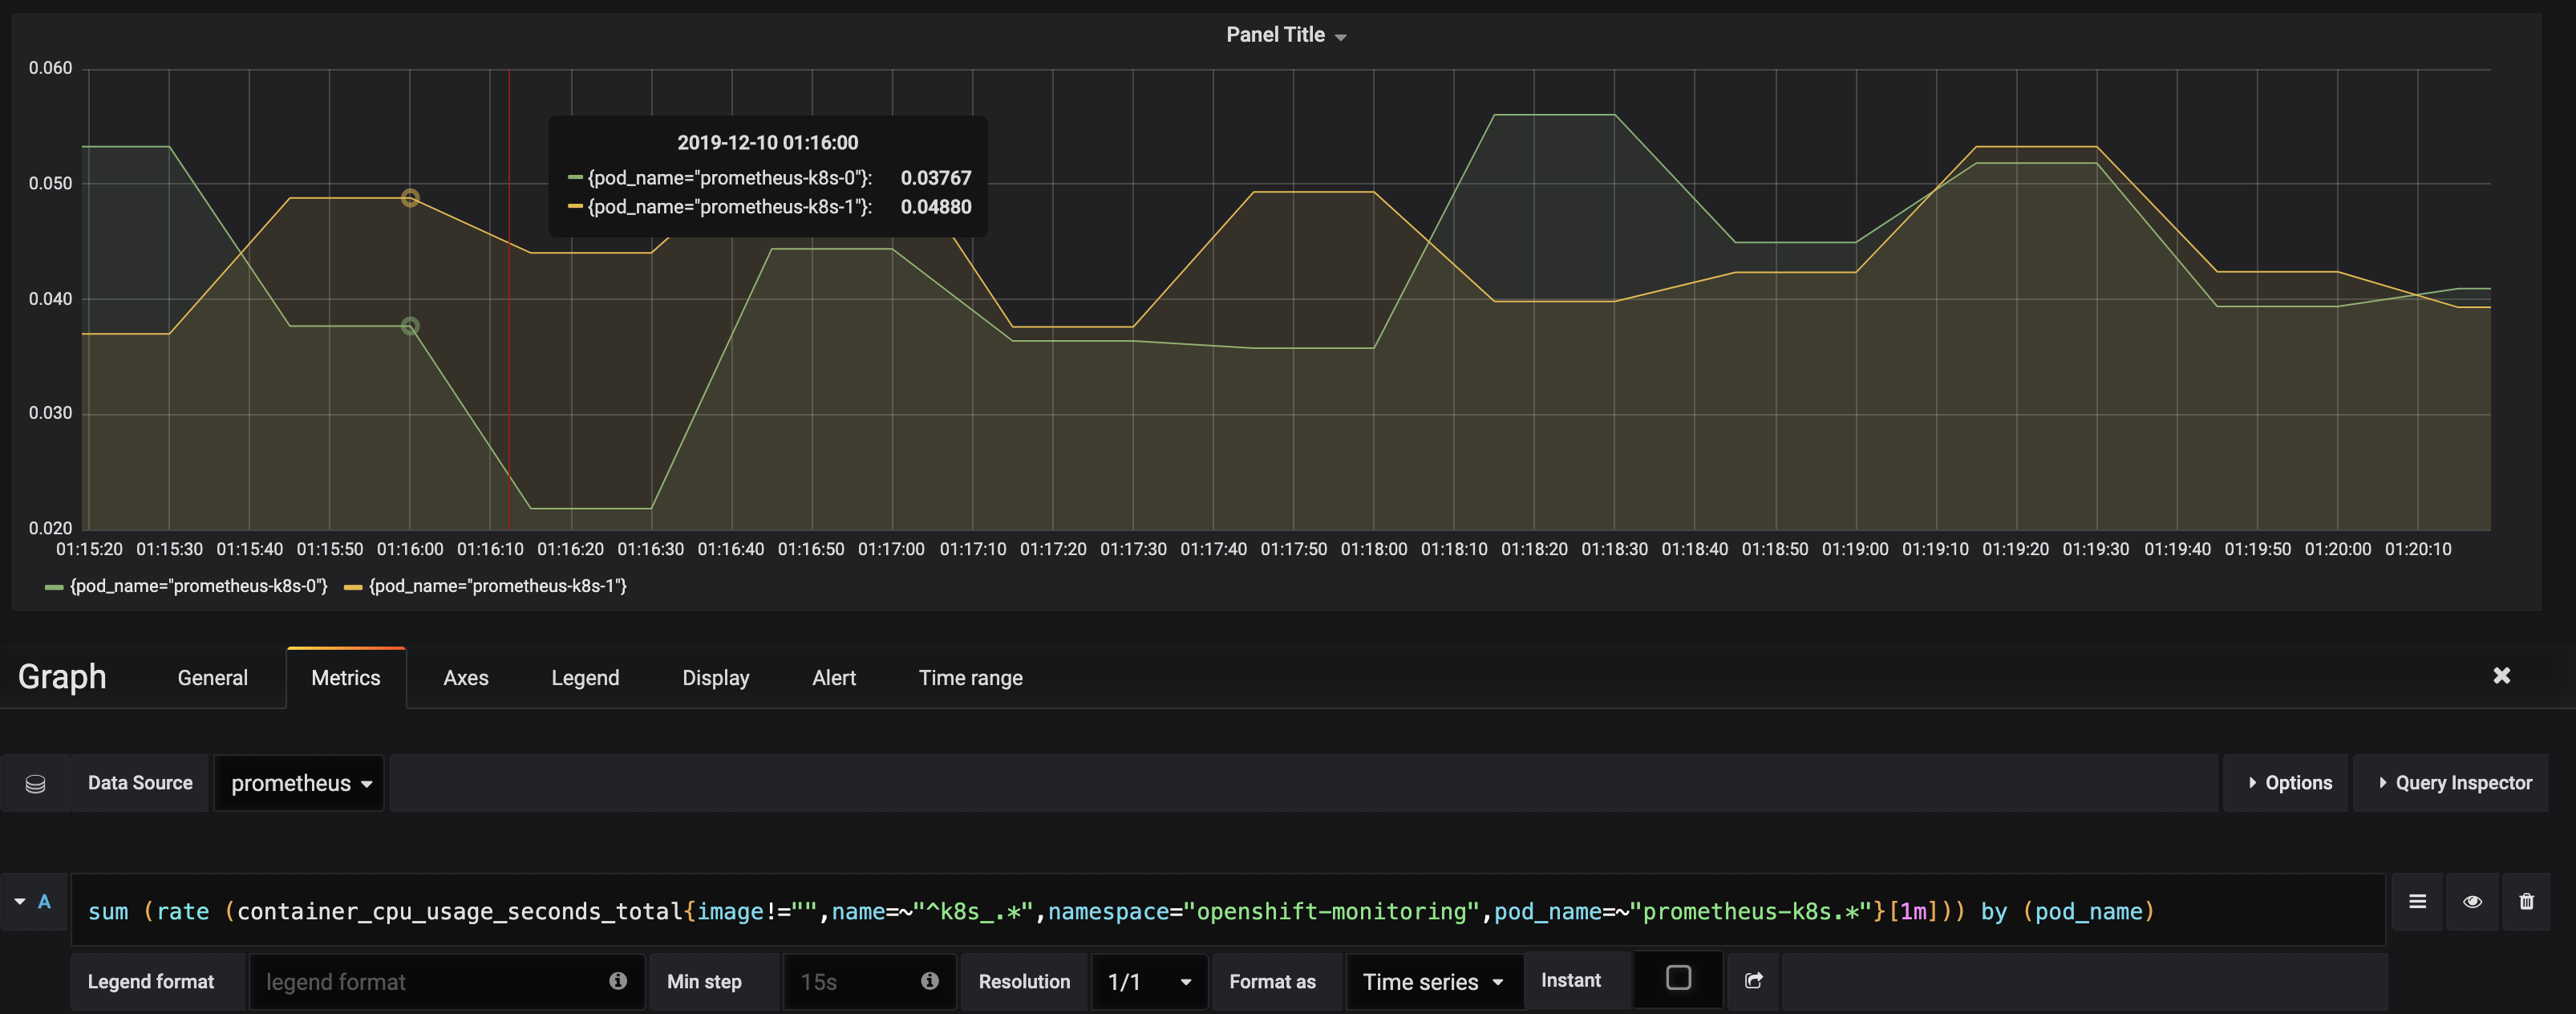 Panel Title
0.060
0.050
0.040
0.030
0.020
2019-12-10 01:16:00
{pod_name="prometheus-k8s-0"}: 0.03767
{pod_name="prometheus-k8s-1"}: 0.04880
01:15:20 01:15:30 01:15:40 01:15:50 01:16:00 01:16:10 01:16:20 01:16:30 01:16:40 01:16:50 01:17:00 01:17:10 01:17:20 01:17:30 01:17:40 01:17:50 01:18:00 01:18:10 01:18:20 01:18:30 01:18:40 01:18:50 01:19:00 01:19:10 01:19:20 01:19:30 01:19:40 01:19:50 01:20:00 01:20:10
{pod_name="prometheus-k8s-0"} {pod_name="prometheus-k8s-1"}
Graph General Metrics Axes Legend Display Alert Time range
Data Source prometheus Options Query Inspector
A sum (rate (container_cpu_usage_seconds_total{image!="",name=~"^k8s_.*",namespace="openshift-monitoring",pod_name=~"prometheus-k8s.*"}[1m])) by (pod_name)
Legend format legend format Min step 15s Resolution 1/1 Format as Time series Instant